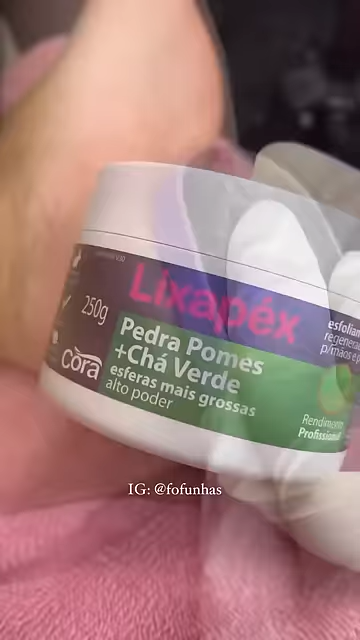 250g
cora
Lixapéx
Pedra Pomes
+Chá Verde
esferas mais grossas
alto poder
Rendimento
Profissional
IG: @fofunhas